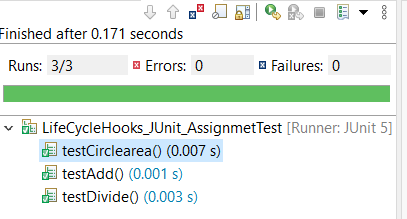 Finished after 0.171 seconds
Runs: 3/3 Errors: 0 Failures: 0
LifeCycleHooks_JUnit_AssignmetTest [Runner: JUnit 5]
testCirclearea() (0.007 s)
testAdd() (0.001 s)
testDivide() (0.003 s)